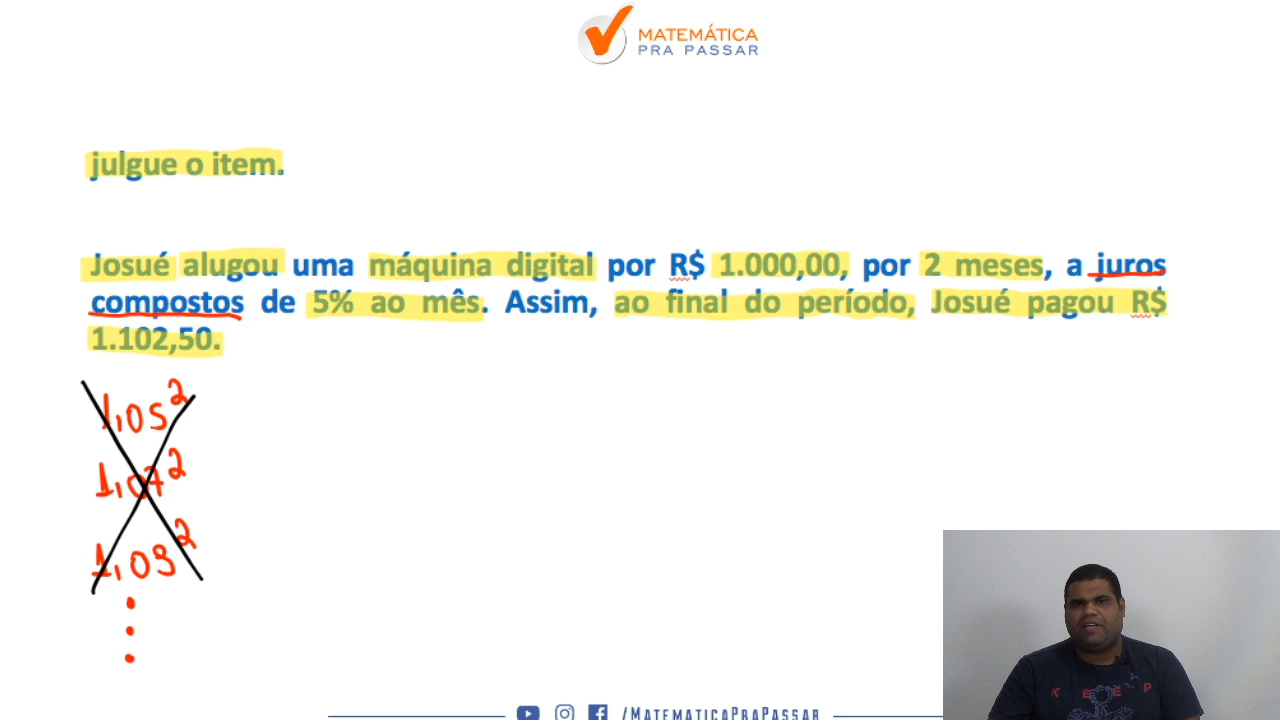 MATEMÁTICA
PRA PASSAR
julgue o item.
Josué alugou uma máquina digital por R$ 1.000,00, por 2 meses, a juros
compostos de 5% ao mês. Assim, ao final do período, Josué pagou R$
1.102,50.
1,05²
1,07²
1,03²
/MATEMATICAPRAPASSAR
KEEP